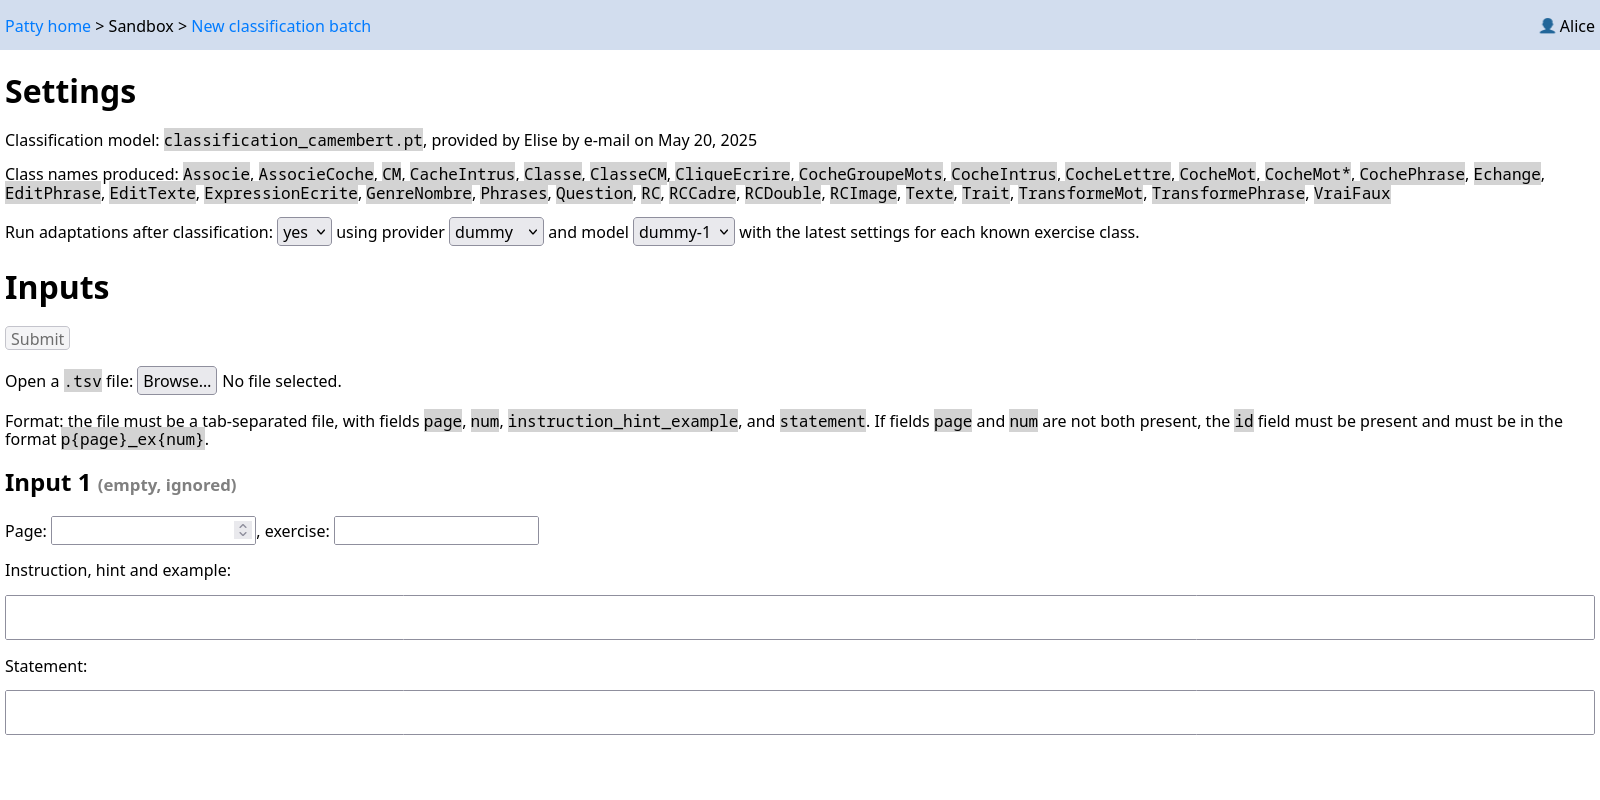 Patty home > Sandbox > New classification batch
👤 Alice
Settings
Classification model: classification_camembert.pt, provided by Elise by e-mail on May 20, 2025
Class names produced: Associe, AssocieCoche, CM, CacheIntrus, Classe, ClasseCM, CliqueEcrire, CocheGroupeMots, CocheIntrus, CocheLettre, CocheMot, CocheMot*, CochePhrase, Echange,
EditPhrase, EditTexte, ExpressionEcrite, GenreNombre, Phrases, Question, RC, RCCadre, RCDouble, RCImage, Texte, Trait, TransformeMot, TransformePhrase, VraiFaux
Run adaptations after classification: yes using provider dummy and model dummy-1 with the latest settings for each known exercise class.
Inputs
Submit
Open a .tsv file: Browse... No file selected.
Format: the file must be a tab-separated file, with fields page, num, instruction_hint_example, and statement. If fields page and num are not both present, the id field must be present and must be in the
format p{page}_ex{num}.
Input 1 (empty, ignored)
Page: , exercise:
Instruction, hint and example:
Statement: